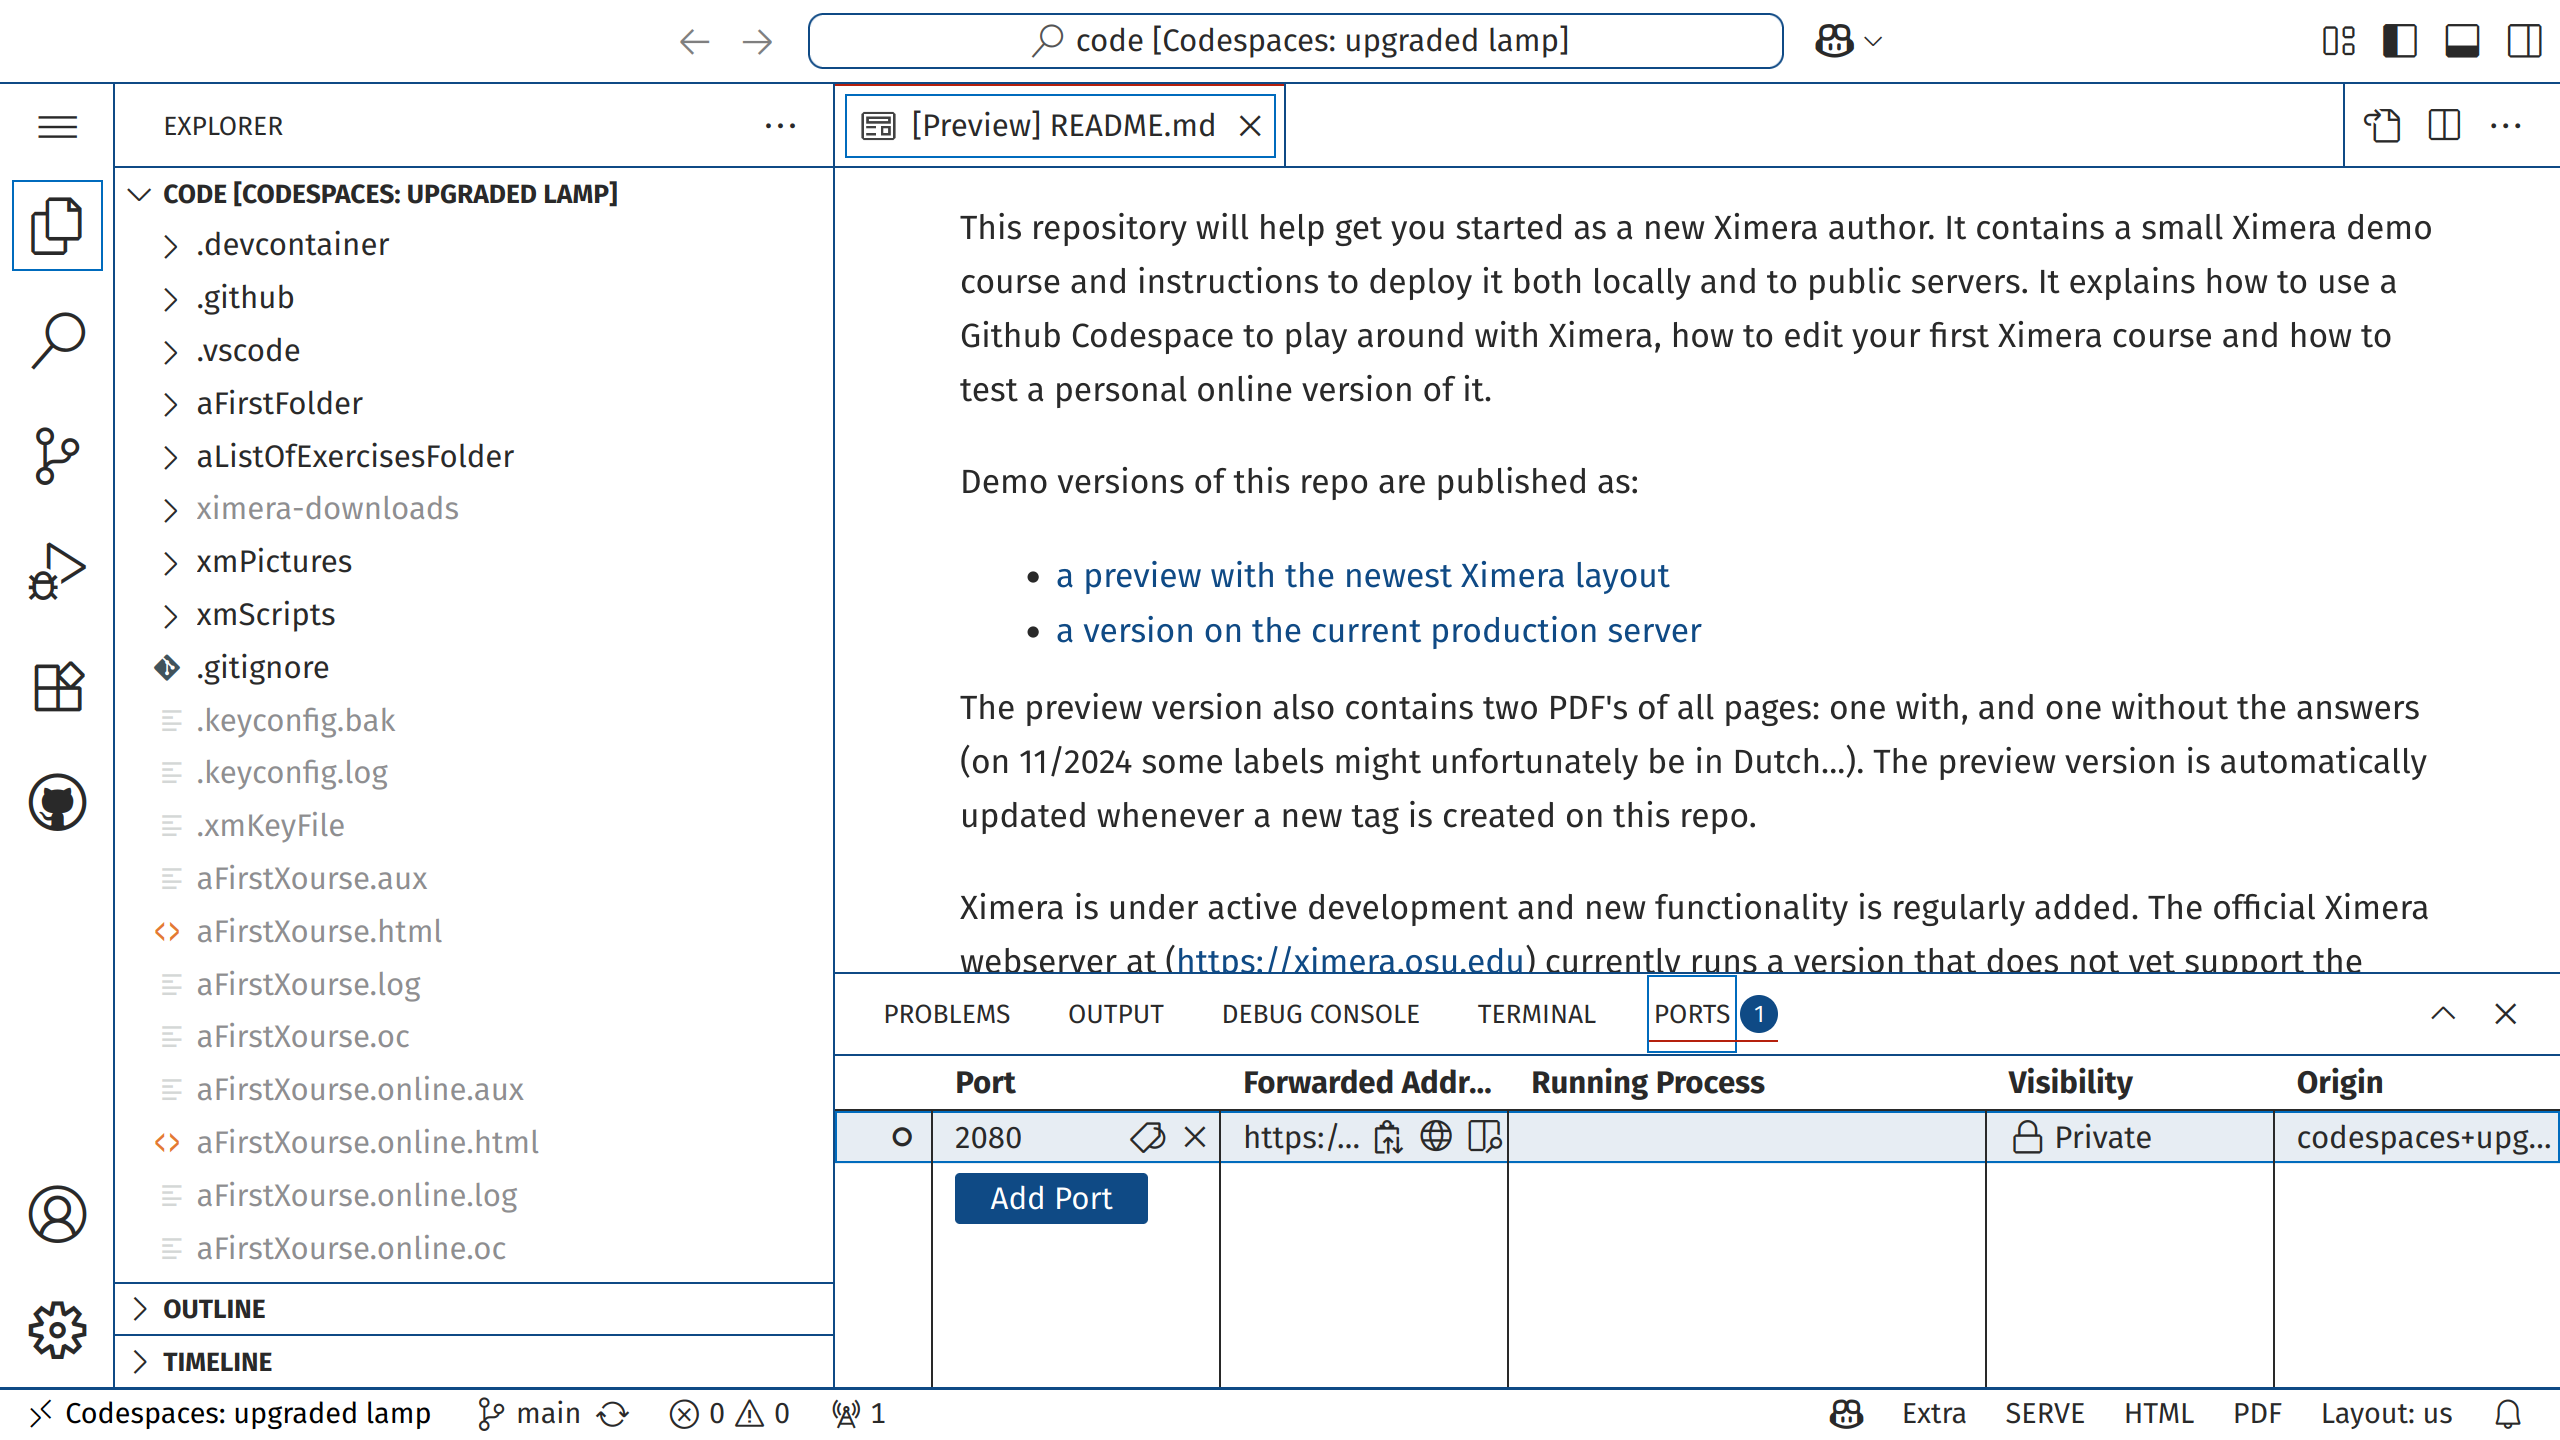 code [Codespaces: upgraded lamp]
EXPLORER
CODE [CODESPACES: UPGRADED LAMP]
.devcontainer
.github
.vscode
aFirstFolder
aListOfExercisesFolder
ximera-downloads
xmPictures
xmScripts
.gitignore
.keyconfig.bak
.keyconfig.log
.xmKeyFile
aFirstXourse.aux
aFirstXourse.html
aFirstXourse.log
aFirstXourse.oc
aFirstXourse.online.aux
aFirstXourse.online.html
aFirstXourse.online.log
aFirstXourse.online.oc
OUTLINE
TIMELINE
[Preview] README.md
This repository will help get you started as a new Ximera author. It contains a small Ximera demo
course and instructions to deploy it both locally and to public servers. It explains how to use a
Github Codespace to play around with Ximera, how to edit your first Ximera course and how to
test a personal online version of it.
Demo versions of this repo are published as:
• a preview with the newest Ximera layout
• a version on the current production server
The preview version also contains two PDF's of all pages: one with, and one without the answers
(on 11/2024 some labels might unfortunately be in Dutch...). The preview version is automatically
updated whenever a new tag is created on this repo.
Ximera is under active development and new functionality is regularly added. The official Ximera
webserver at (https://ximera.osu.edu) currently runs a version that does not yet support the
PROBLEMS OUTPUT DEBUG CONSOLE TERMINAL PORTS 1
Port Forwarded Addr... Running Process Visibility Origin
2080 https:/... Private codespaces+upg...
Add Port
Codespaces: upgraded lamp main 0 0 1 Extra SERVE HTML PDF Layout: us